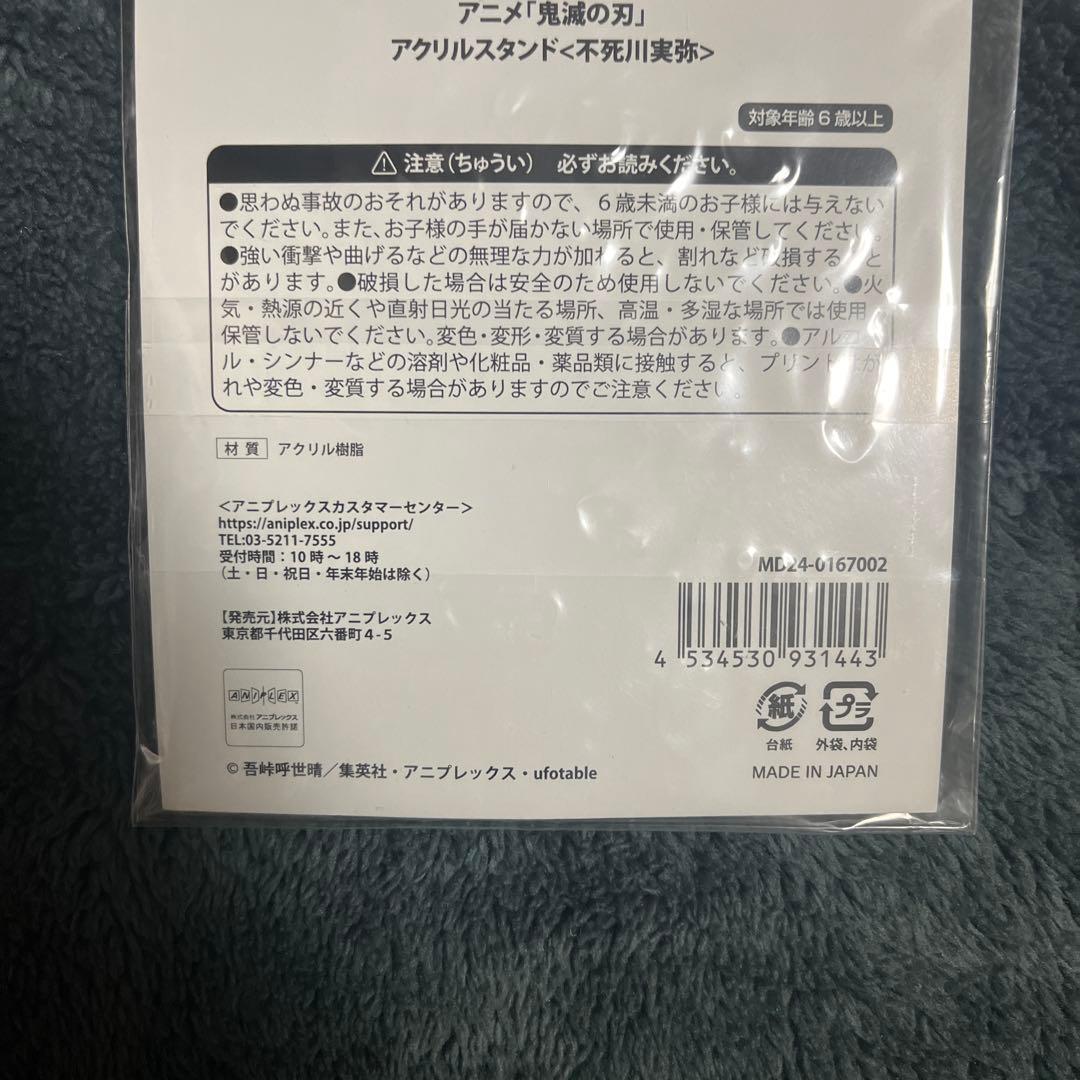 アニメ「鬼滅の刃」
アクリルスタンド<不死川実弥>
対象年齢6歳以上
⚠ 注意（ちゅうい） 必ずお読みください。
●思わぬ事故のおそれがありますので、6歳未満のお子様には与えない
でください。また、お子様の手が届かない場所で使用・保管してください。
●強い衝撃や曲げるなどの無理な力が加わると、割れなど破損すること
があります。●破損した場合は安全のため使用しないでください。●火
気・熱源の近くや直射日光の当たる場所、高温・多湿な場所では使用・
保管しないでください。変色・変形・変質する場合があります。●アルコー
ル・シンナーなどの溶剤や化粧品・薬品類に接触すると、プリントはが
れや変色・変質する場合がありますのでご注意ください。
材質 アクリル樹脂
＜アニプレックスカスタマーセンター＞
https://aniplex.co.jp/support/
TEL:03-5211-7555
受付時間：10時〜18時
（土・日・祝日・年末年始は除く）
【発売元】株式会社アニプレックス
東京都千代田区六番町4-5
MD24-0167002
4 534530 931443
ANIPLEX
株式会社アニプレックス
日本国内販売許諾
紙
台紙
プラ
外袋、内袋
© 吾峠呼世晴／集英社・アニプレックス・ufotable
MADE IN JAPAN